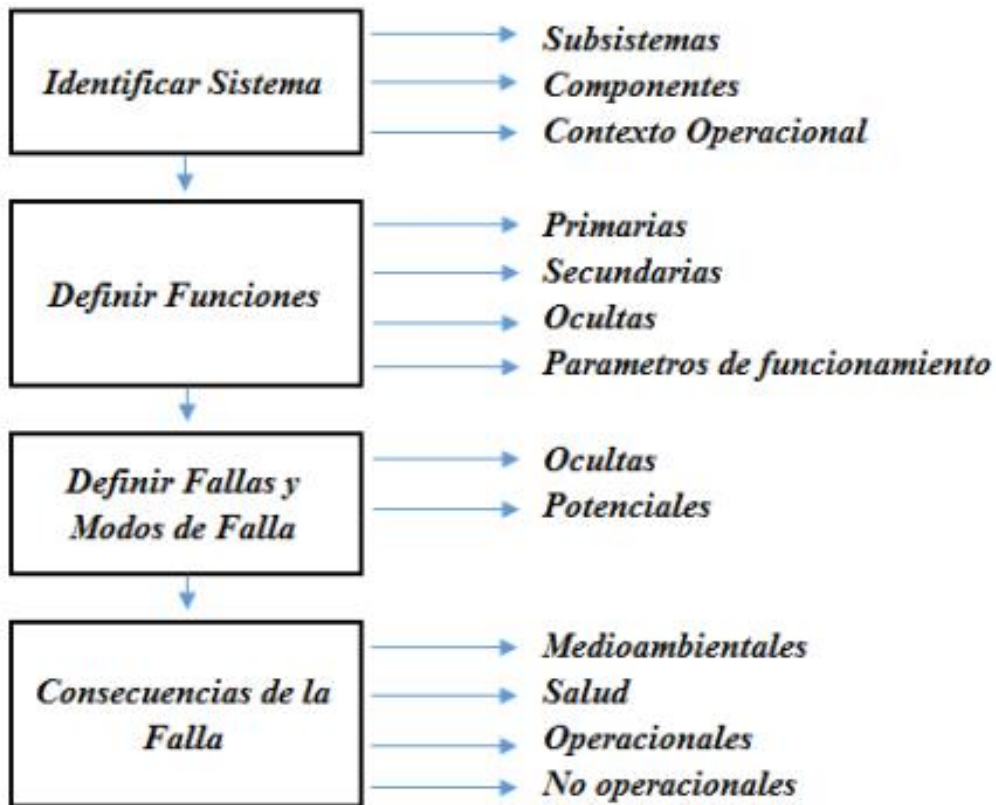 Identificar Sistema
Subsistemas
Componentes
Contexto Operacional
Definir Funciones
Primarias
Secundarias
Ocultas
Parametros de funcionamiento
Definir Fallas y
Modos de Falla
Ocultas
Potenciales
Consecuencias de la
Falla
Medioambientales
Salud
Operacionales
No operacionales